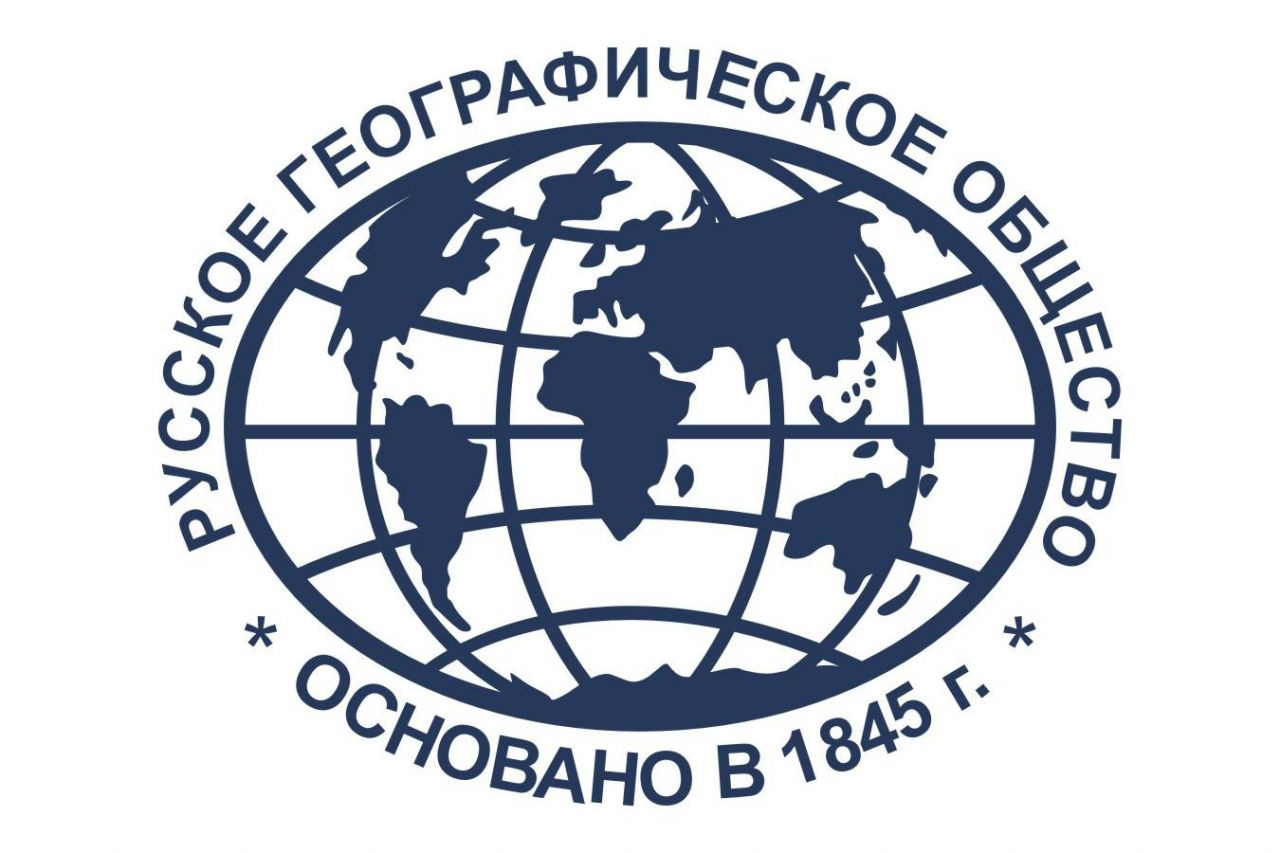 РУССКОЕ ГЕОГРАФИЧЕСКОЕ ОБЩЕСТВО
* ОСНОВАНО В 1845 г. *